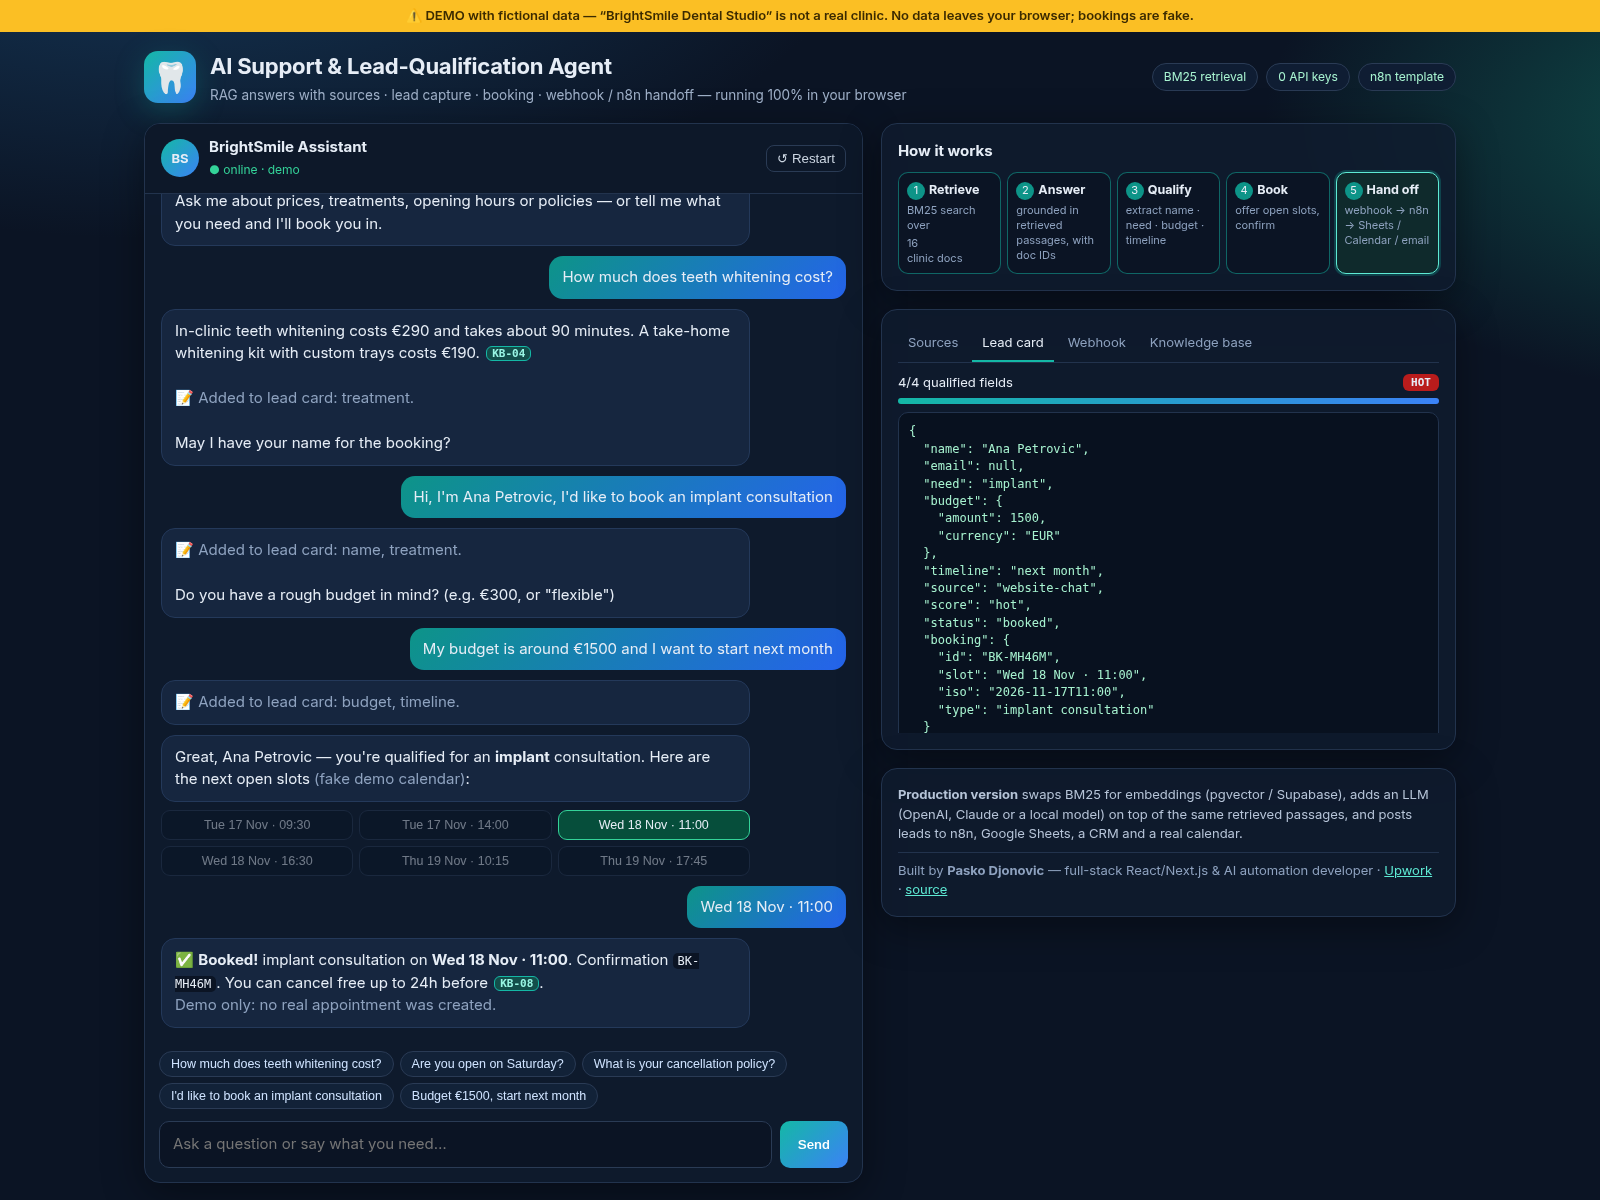 ⚠️ DEMO with fictional data — “BrightSmile Dental Studio” is not a real clinic. No data leaves your browser; bookings are fake.
AI Support & Lead-Qualification Agent
RAG answers with sources · lead capture · booking · webhook / n8n handoff — running 100% in your browser
BM25 retrieval
0 API keys
n8n template
BS
BrightSmile Assistant
online · demo
↺ Restart
Ask me about prices, treatments, opening hours or policies — or tell me what
you need and I'll book you in.
How much does teeth whitening cost?
In-clinic teeth whitening costs €290 and takes about 90 minutes. A take-home
whitening kit with custom trays costs €190. KB-04
📝 Added to lead card: treatment.
May I have your name for the booking?
Hi, I'm Ana Petrovic, I'd like to book an implant consultation
📝 Added to lead card: name, treatment.
Do you have a rough budget in mind? (e.g. €300, or "flexible")
My budget is around €1500 and I want to start next month
📝 Added to lead card: budget, timeline.
Great, Ana Petrovic — you're qualified for an implant consultation. Here are
the next open slots (fake demo calendar):
Tue 17 Nov · 09:30
Tue 17 Nov · 14:00
Wed 18 Nov · 11:00
Wed 18 Nov · 16:30
Thu 19 Nov · 10:15
Thu 19 Nov · 17:45
Wed 18 Nov · 11:00
✅ Booked! implant consultation on Wed 18 Nov · 11:00. Confirmation BK-
MH46M. You can cancel free up to 24h before KB-08.
Demo only: no real appointment was created.
How much does teeth whitening cost?
Are you open on Saturday?
What is your cancellation policy?
I'd like to book an implant consultation
Budget €1500, start next month
Ask a question or say what you need…
Send
How it works
1 Retrieve
BM25 search
over
16
clinic docs
2 Answer
grounded in
retrieved
passages, with
doc IDs
3 Qualify
extract name ·
need · budget ·
timeline
4 Book
offer open slots,
confirm
5 Hand off
webhook → n8n
→ Sheets /
Calendar / email
Sources
Lead card
Webhook
Knowledge base
4/4 qualified fields
HOT
{
"name": "Ana Petrovic",
"email": null,
"need": "implant",
"budget": {
"amount": 1500,
"currency": "EUR"
},
"timeline": "next month",
"source": "website-chat",
"score": "hot",
"status": "booked",
"booking": {
"id": "BK-MH46M",
"slot": "Wed 18 Nov · 11:00",
"iso": "2026-11-17T11:00",
"type": "implant consultation"
}
Production version swaps BM25 for embeddings (pgvector / Supabase), adds an LLM
(OpenAI, Claude or a local model) on top of the same retrieved passages, and posts
leads to n8n, Google Sheets, a CRM and a real calendar.
Built by Pasko Djonovic — full-stack React/Next.js & AI automation developer · Upwork
· source